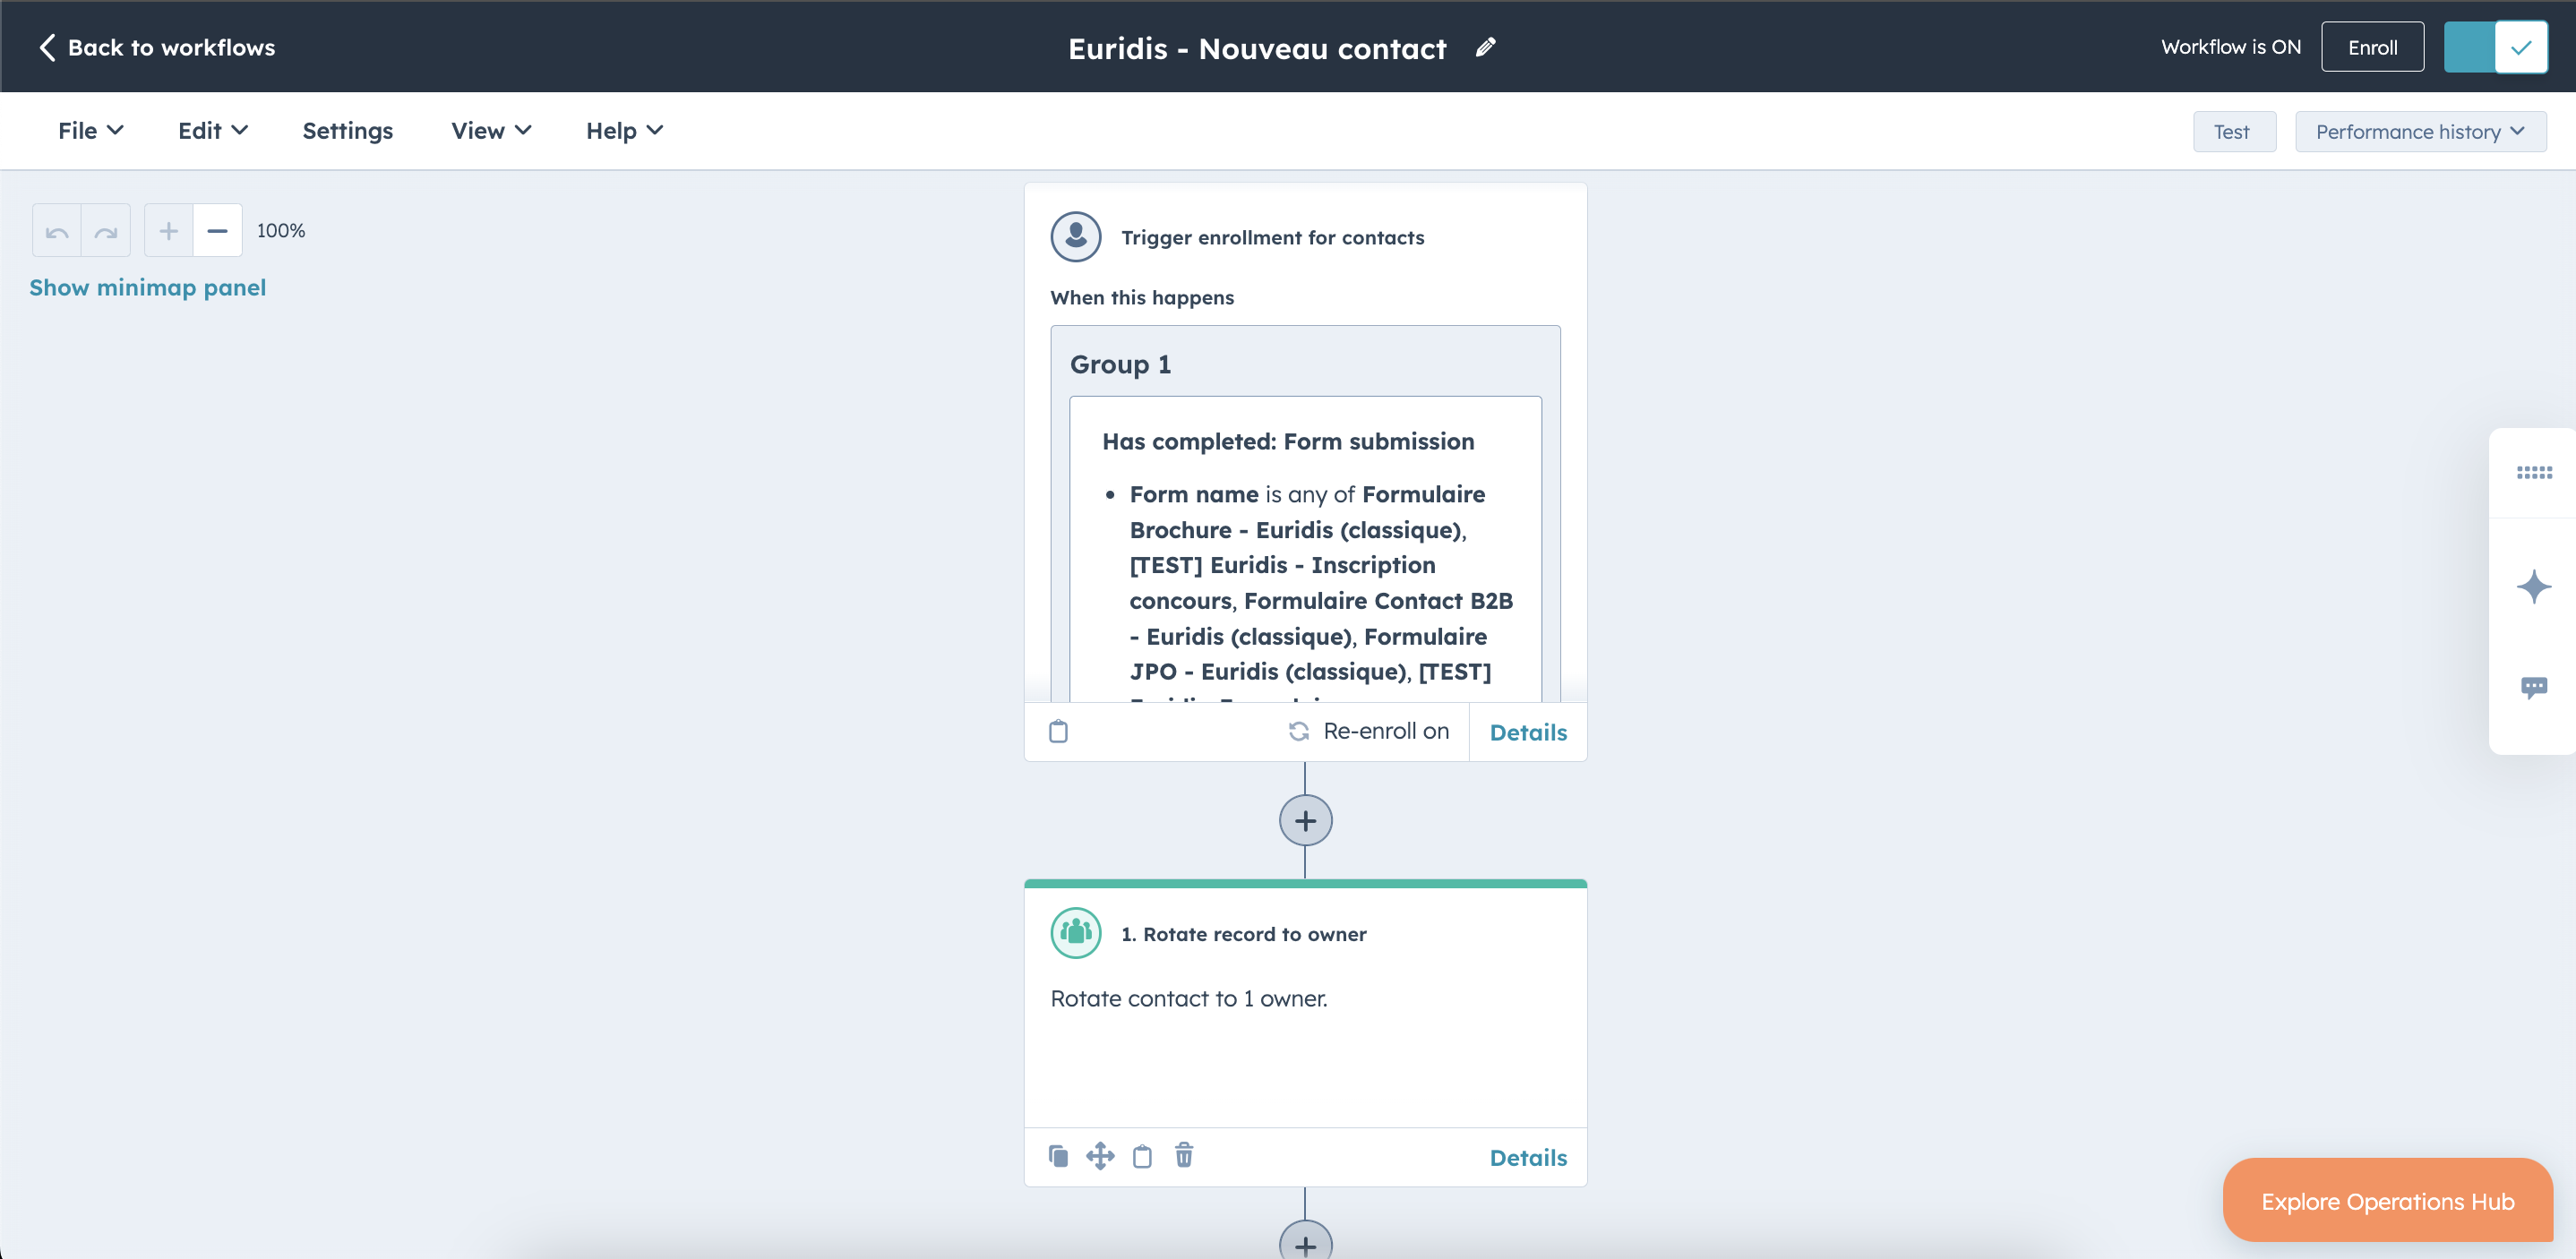 Back to workflows
Euridis - Nouveau contact
Workflow is ON
Enroll
File
Edit
Settings
View
Help
Test
Performance history
100%
Show minimap panel
Trigger enrollment for contacts
When this happens
Group 1
Has completed: Form submission
• Form name is any of Formulaire
Brochure - Euridis (classique),
[TEST] Euridis - Inscription
concours, Formulaire Contact B2B
- Euridis (classique), Formulaire
JPO - Euridis (classique), [TEST]
Re-enroll on
Details
1. Rotate record to owner
Rotate contact to 1 owner.
Details
Explore Operations Hub